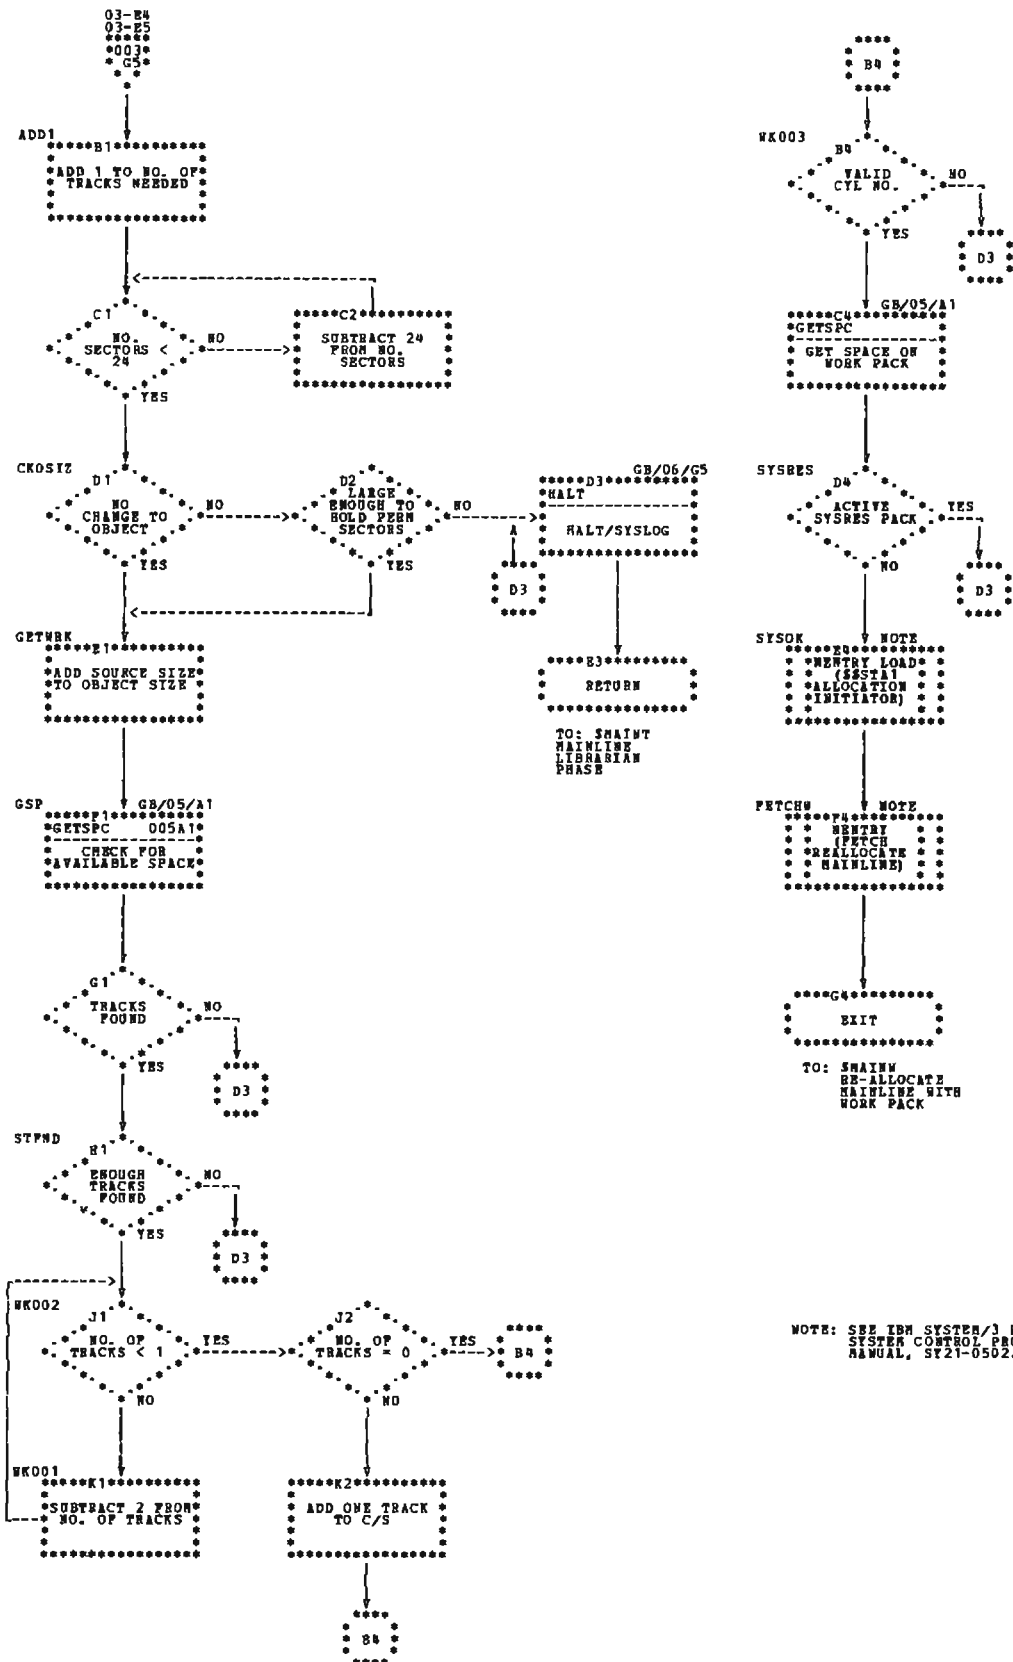 03-E4
03-E5
003
G5
ADD1
B1
ADD 1 TO NO. OF
TRACKS NEEDED
C1
NO.
SECTORS <
24
NO
YES
C2
SUBTRACT 24
FROM NO.
SECTORS
CKOSIZ
D1
NO
CHANGE TO
OBJECT
NO
YES
D2
LARGE
ENOUGH TO
HOLD PERM
SECTORS
NO
YES
A
D3
GB/06/G5
D3
HALT
HALT/SYSLOG
E3
RETURN
TO: $MAINT
MAINLINE
LIBRARIAN
PHASE
GETWRK
E1
ADD SOURCE SIZE
TO OBJECT SIZE
GSP
GB/05/A1
F1
GETSPC 005A1
CHECK FOR
AVAILABLE SPACE
G1
TRACKS
FOUND
NO
YES
D3
STFND
H1
ENOUGH
TRACKS
FOUND
NO
YES
D3
WK002
J1
NO. OF
TRACKS < 1
YES
NO
J2
NO. OF
TRACKS = 0
YES
B4
NO
WK001
K1
SUBTRACT 2 FROM
NO. OF TRACKS
K2
ADD ONE TRACK
TO C/S
B4
B4
WK003
B4
VALID
CYL NO.
NO
YES
D3
GB/05/A1
C4
GETSPC
GET SPACE ON
WORK PACK
SYSRES
D4
ACTIVE
SYSRES PACK
YES
NO
D3
SYSOK
NOTE
E4
NENTRY LOAD
($SSTA1
ALLOCATION
INITIATOR)
FETCHW
NOTE
F4
NENTRY
(FETCH
REALLOCATE
MAINLINE)
G4
EXIT
TO: $MAINW
RE-ALLOCATE
MAINLINE WITH
WORK PACK
NOTE: SEE IBM SYSTEM/3
SYSTEM CONTROL
MANUAL, SY21-0502.